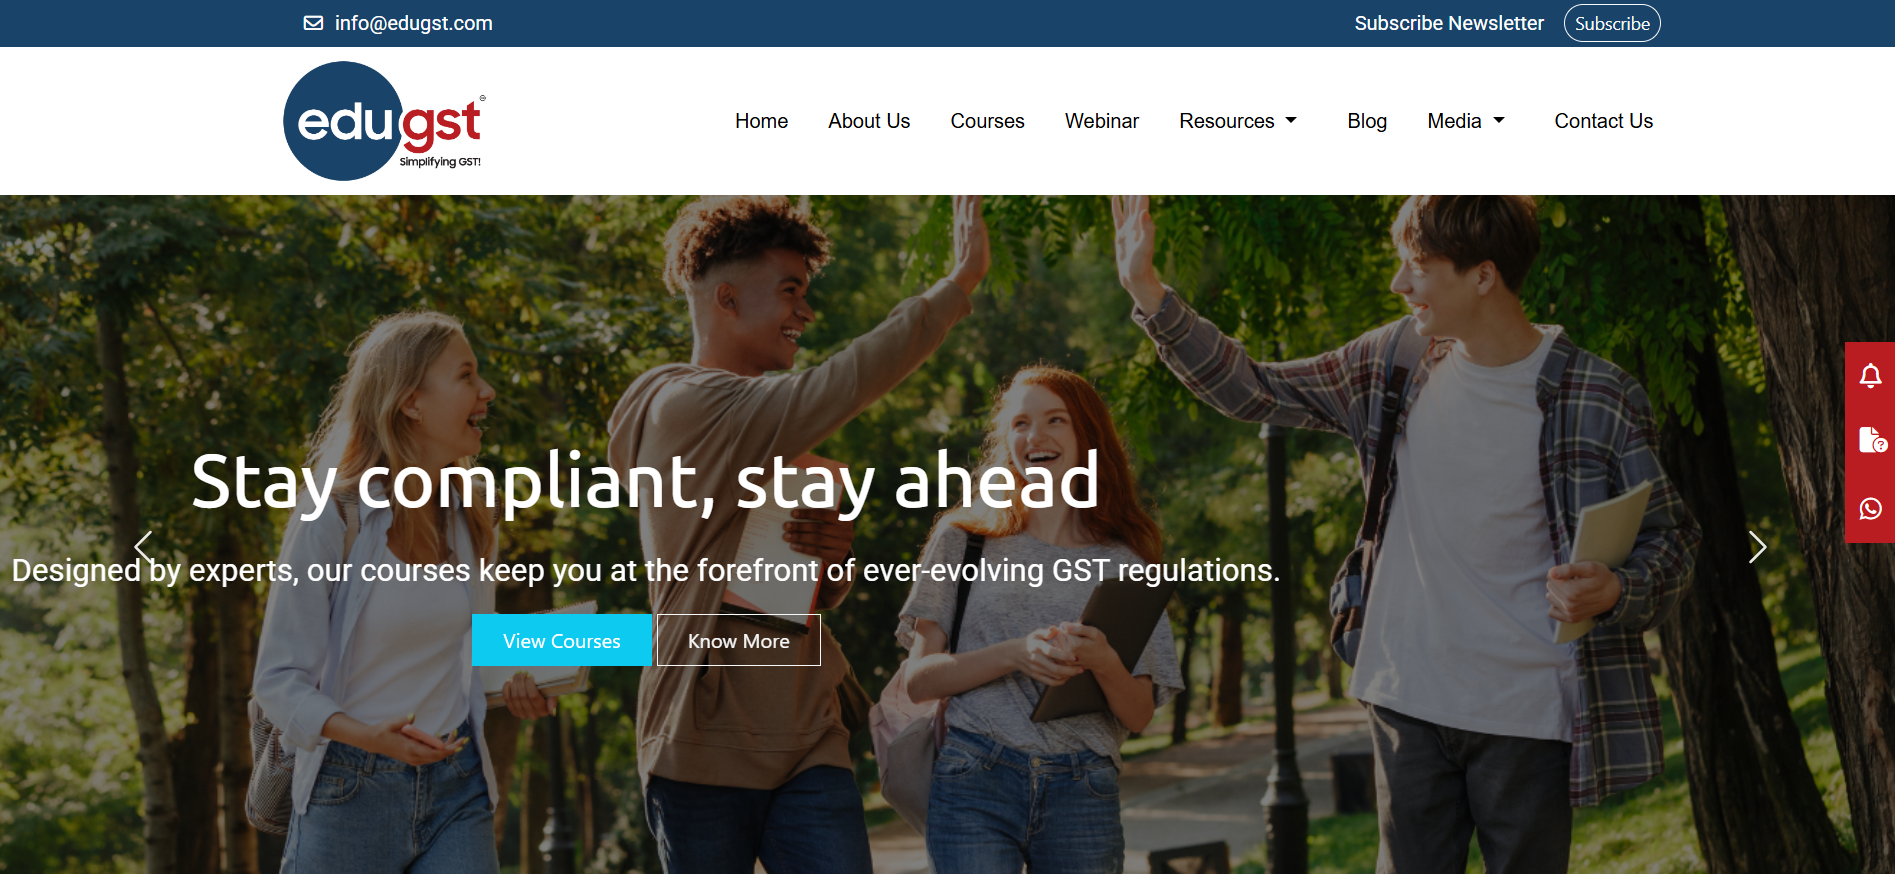 info@edugst.com
Subscribe Newsletter
Subscribe
edugst
Simplifying GST!
Home
About Us
Courses
Webinar
Resources
Blog
Media
Contact Us
Stay compliant, stay ahead
Designed by experts, our courses keep you at the forefront of ever-evolving GST regulations.
View Courses
Know More